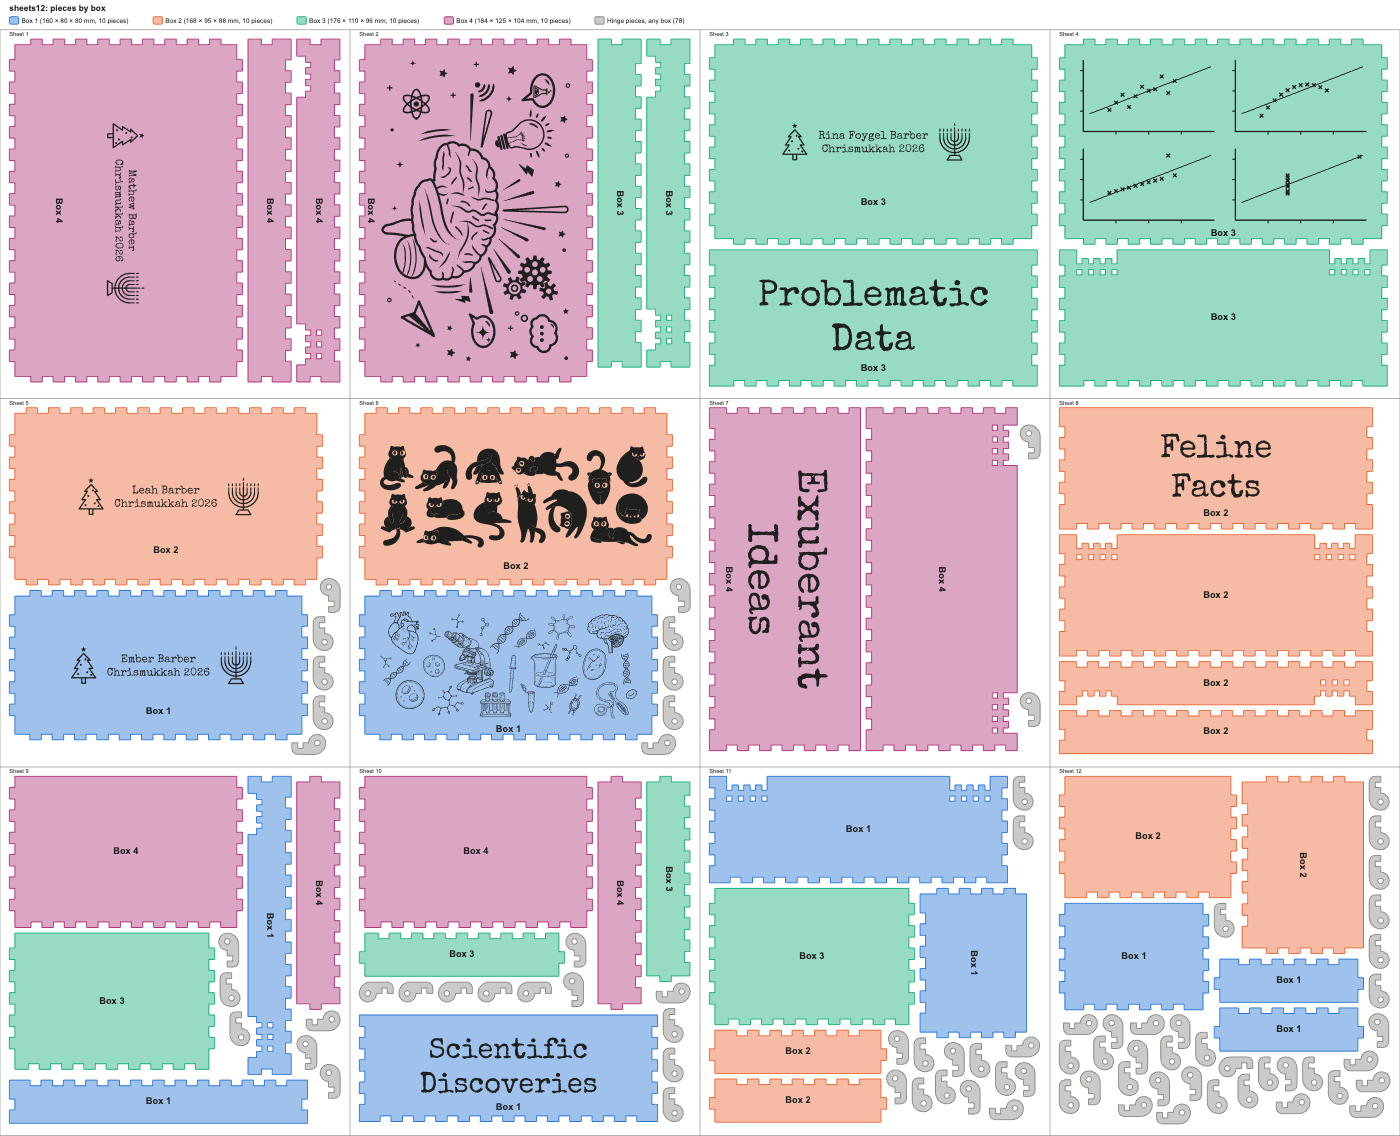 sheets12: pieces by box
Box 1 (160 × 80 × 80 mm, 10 pieces)
Box 2 (168 × 95 × 88 mm, 10 pieces)
Box 3 (176 × 110 × 96 mm, 10 pieces)
Box 4 (184 × 125 × 104 mm, 10 pieces)
Hinge pieces, any box (78)
Sheet 1
Box 4
Mathew Barber
Chrismukkah 2026
Box 4
Box 4
Sheet 2
Box 4
Box 3
Box 3
Sheet 3
Rina Foygel Barber
Chrismukkah 2026
Box 3
Problematic
Data
Box 3
Sheet 4
Box 3
Box 3
Sheet 5
Leah Barber
Chrismukkah 2026
Box 2
Ember Barber
Chrismukkah 2026
Box 1
Sheet 6
Box 2
Box 1
Sheet 7
Exuberant
Ideas
Box 4
Box 4
Sheet 8
Feline
Facts
Box 2
Box 2
Box 2
Box 2
Sheet 9
Box 4
Box 1
Box 4
Box 3
Box 1
Sheet 10
Box 4
Box 4
Box 3
Box 3
Scientific
Discoveries
Box 1
Sheet 11
Box 1
Box 3
Box 1
Box 2
Box 2
Sheet 12
Box 2
Box 2
Box 1
Box 1
Box 1